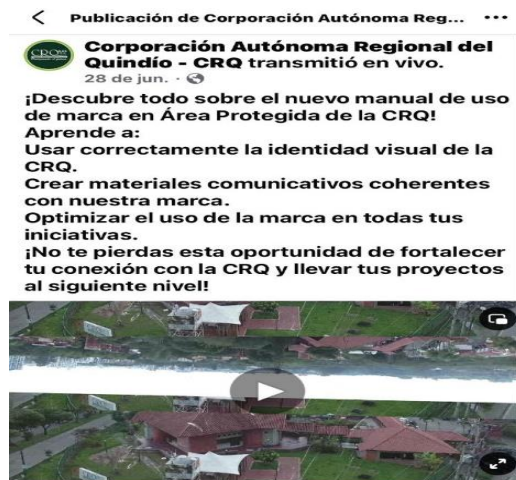 Publicación de Corporación Autónoma Reg...
CRQ
Corporación Autónoma Regional del
Quindío - CRQ transmitió en vivo.
28 de jun. ·
¡Descubre todo sobre el nuevo manual de uso
de marca en Área Protegida de la CRQ!
Aprende a:
Usar correctamente la identidad visual de la
CRQ.
Crear materiales comunicativos coherentes
con nuestra marca.
Optimizar el uso de la marca en todas tus
iniciativas.
¡No te pierdas esta oportunidad de fortalecer
tu conexión con la CRQ y llevar tus proyectos
al siguiente nivel!